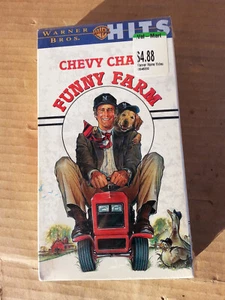 WARNER BROS. HITS
CHEVY CHA
$4.88
FUNNY FARM